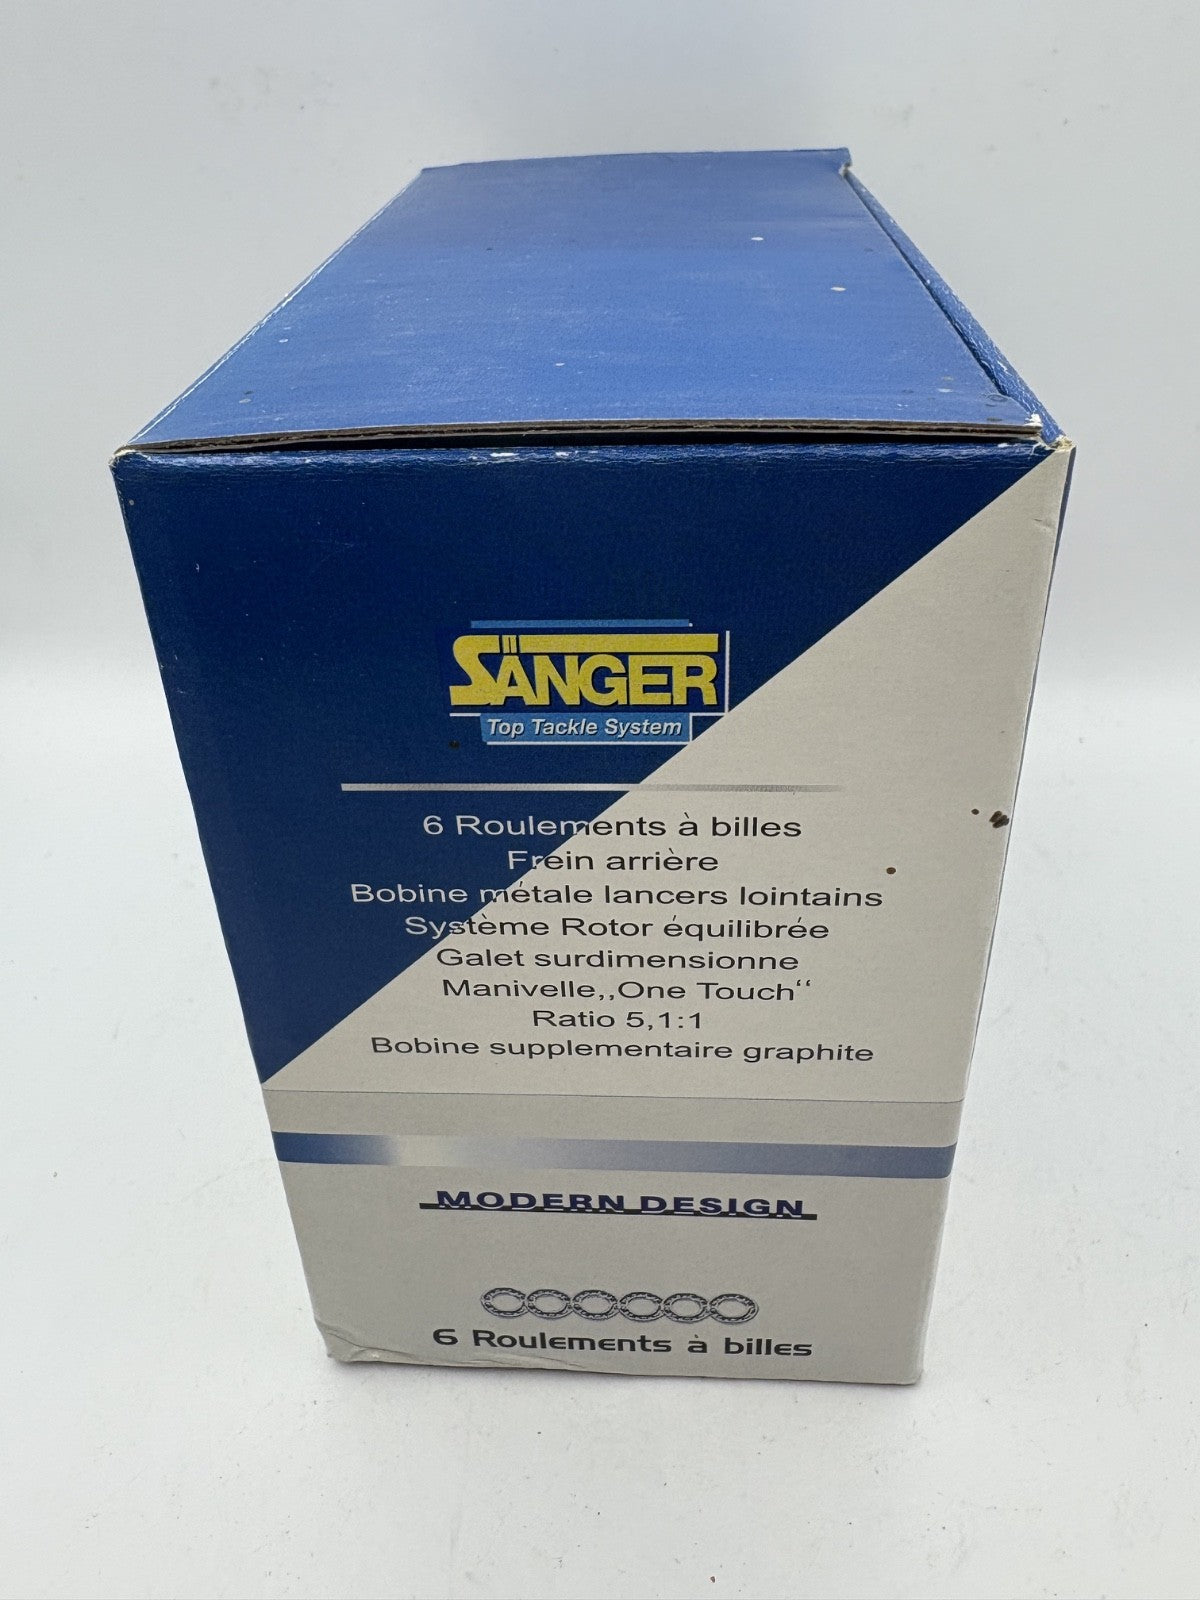 SÄNGER
Top Tackle System
6 Roulements à billes
Frein arrière
Bobine métale lancers lointains
Système Rotor équilibrée
Galet surdimensionne
Manivelle,,One Touch“
Ratio 5,1:1
Bobine supplementaire graphite
MODERN DESIGN
6 Roulements à billes